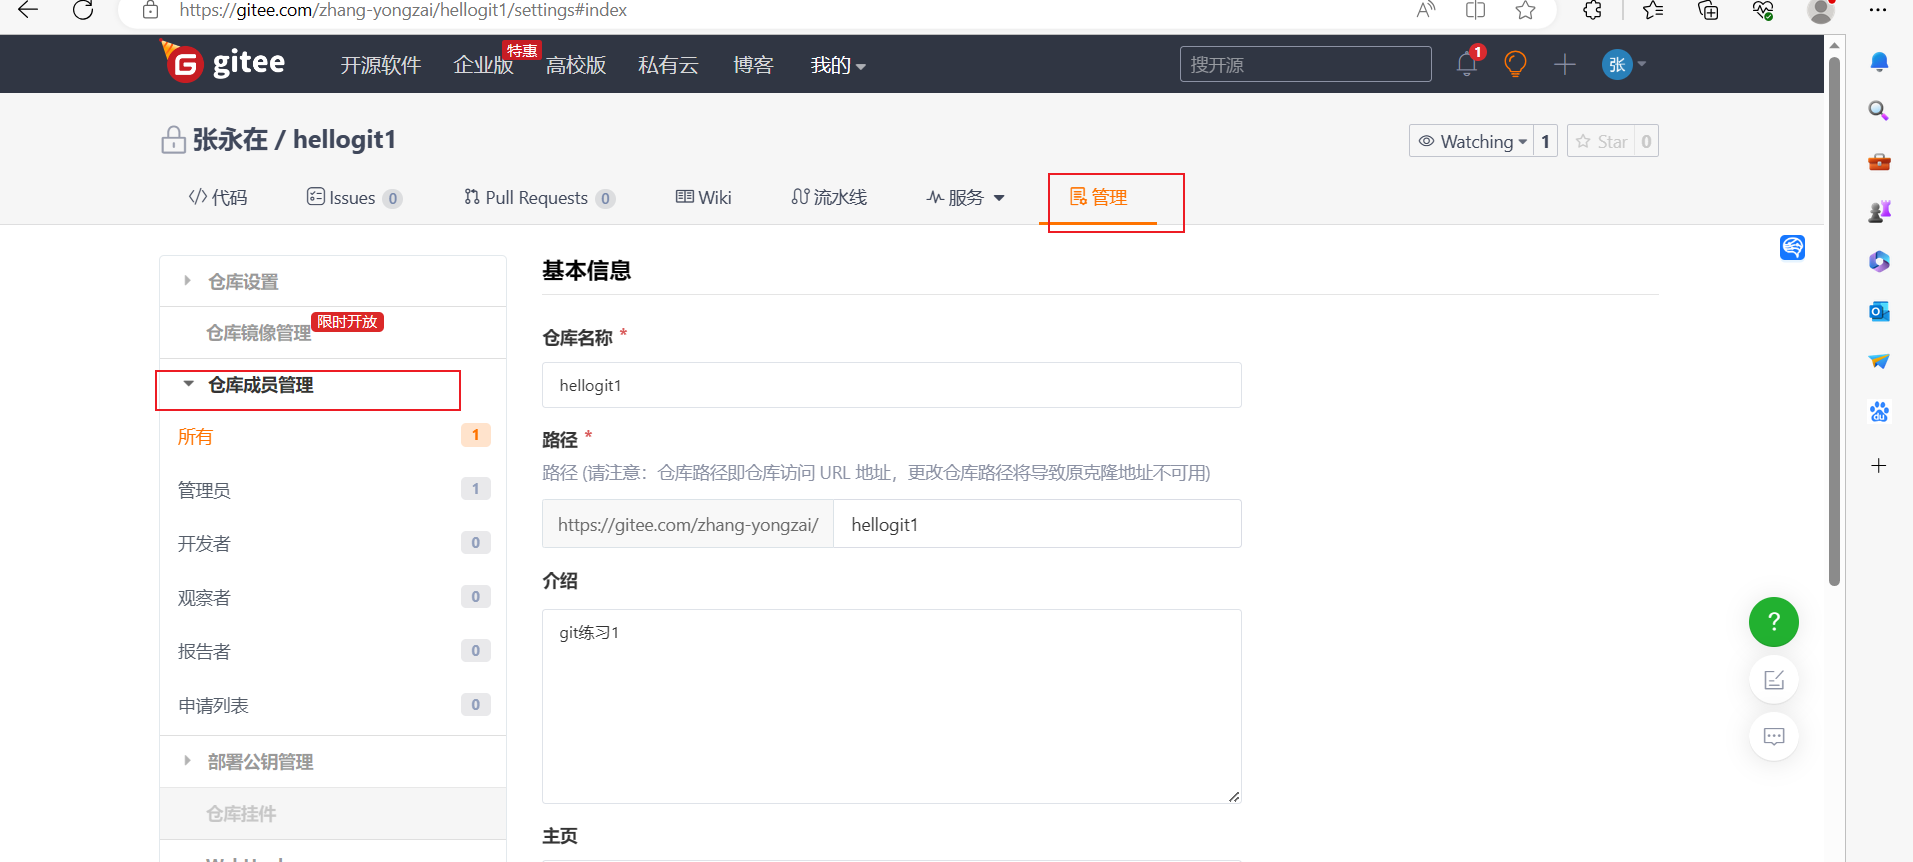 https://gitee.com/zhang-yongzai/hellogit1/settings#index
gitee 开源软件 企业版 特惠 高校版 私有云 博客 我的 搜开源 1 张
张永在 / hellogit1
Watching 1 Star 0
代码 Issues 0 Pull Requests 0 Wiki 流水线 服务 管理
仓库设置
仓库镜像管理 限时开放
仓库成员管理
所有 1
管理员 1
开发者 0
观察者 0
报告者 0
申请列表 0
部署公钥管理
仓库挂件
基本信息
仓库名称 *
hellogit1
路径 *
路径 (请注意：仓库路径即仓库访问 URL 地址，更改仓库路径将导致原克隆地址不可用)
https://gitee.com/zhang-yongzai/ hellogit1
介绍
git练习1
主页